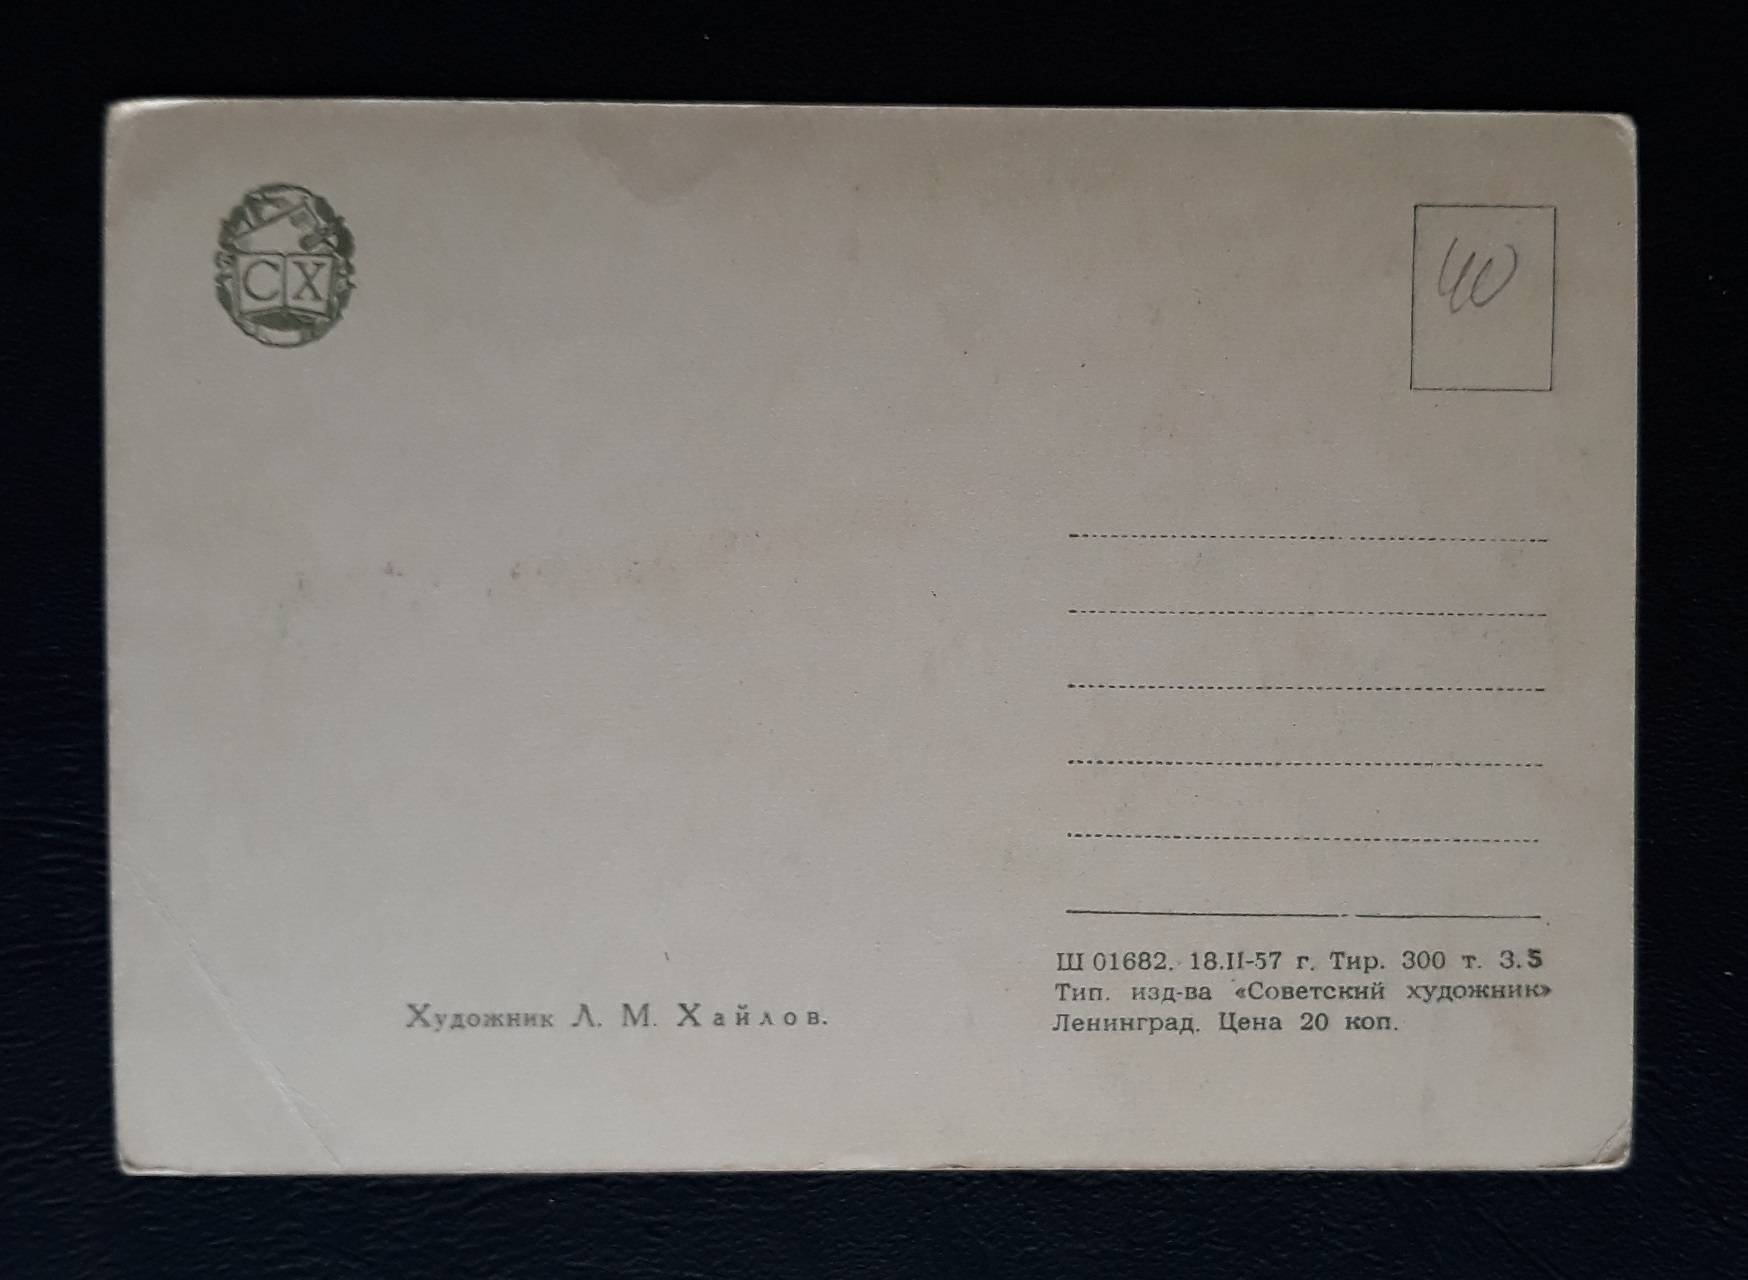 СХ
40
Ш 01682. 18.II-57 г. Тир. 300 т. З.5
Тип. изд-ва «Советский художник»
Ленинград. Цена 20 коп.
Художник Л. М. Хайлов.